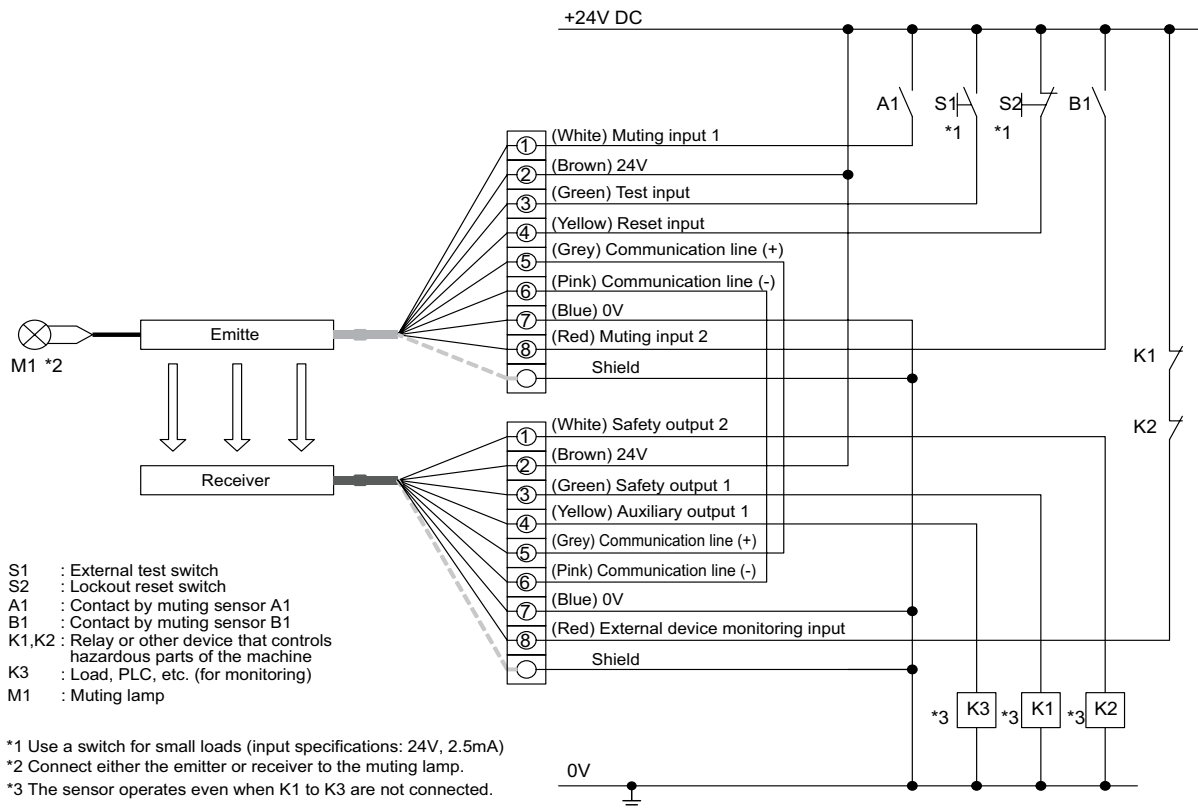 +24V DC
A1
S1
*1
S2
*1
B1
① (White) Muting input 1
② (Brown) 24V
③ (Green) Test input
④ (Yellow) Reset input
⑤ (Grey) Communication line (+)
⑥ (Pink) Communication line (-)
⑦ (Blue) 0V
⑧ (Red) Muting input 2
Shield
M1 *2
Emitte
K1
K2
Receiver
① (White) Safety output 2
② (Brown) 24V
③ (Green) Safety output 1
④ (Yellow) Auxiliary output 1
⑤ (Grey) Communication line (+)
⑥ (Pink) Communication line (-)
⑦ (Blue) 0V
⑧ (Red) External device monitoring input
Shield
*3 K3
*3 K1
*3 K2
0V
S1 : External test switch
S2 : Lockout reset switch
A1 : Contact by muting sensor A1
B1 : Contact by muting sensor B1
K1,K2 : Relay or other device that controls
hazardous parts of the machine
K3 : Load, PLC, etc. (for monitoring)
M1 : Muting lamp
*1 Use a switch for small loads (input specifications: 24V, 2.5mA)
*2 Connect either the emitter or receiver to the muting lamp.
*3 The sensor operates even when K1 to K3 are not connected.